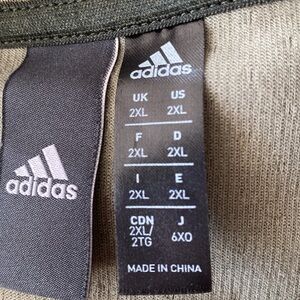 adidas
adidas
UK US
2XL 2XL
F D
2XL 2XL
I E
2XL 2XL
CDN J
2XL/ 6XO
2TG
MADE IN CHINA